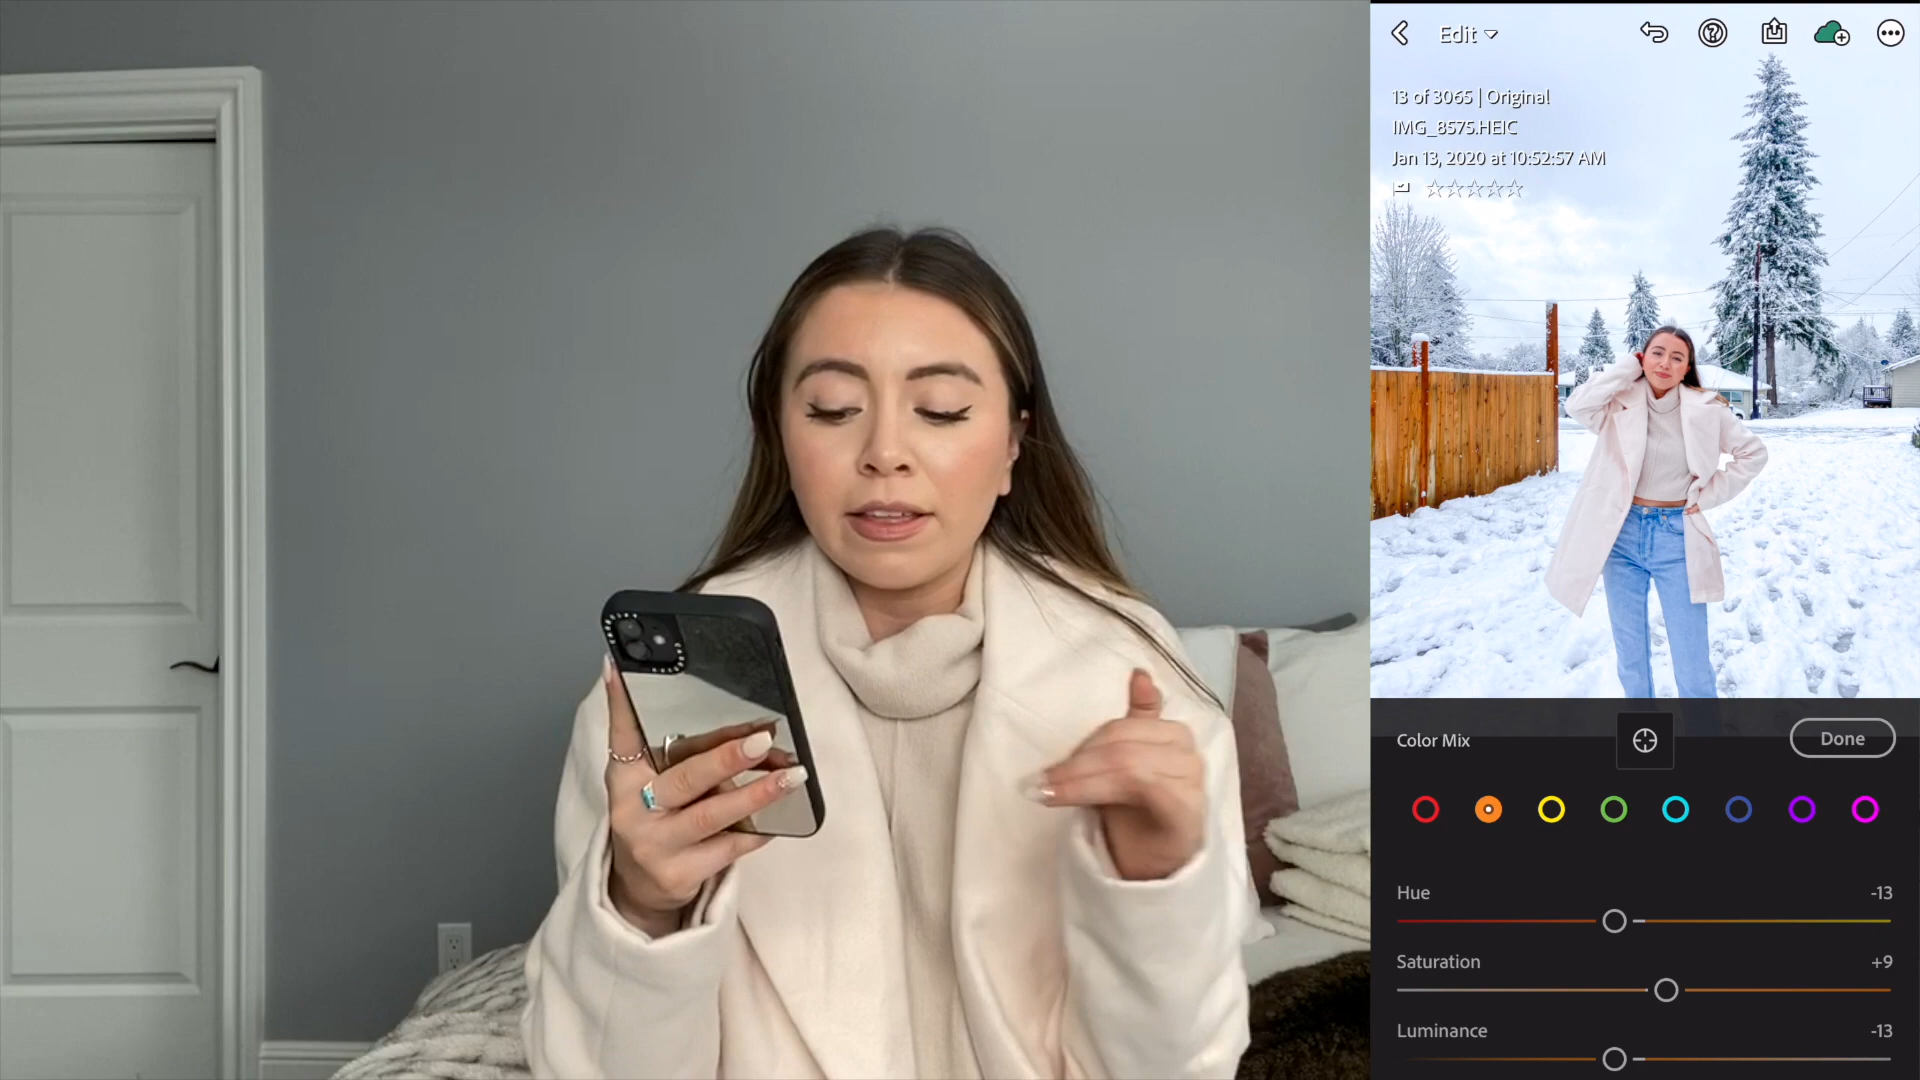 Edit
13 of 3065 | Original
IMG_8575.HEIC
Jan 13, 2020 at 10:52:57 AM
Color Mix
Done
Hue -13
Saturation +9
Luminance -13